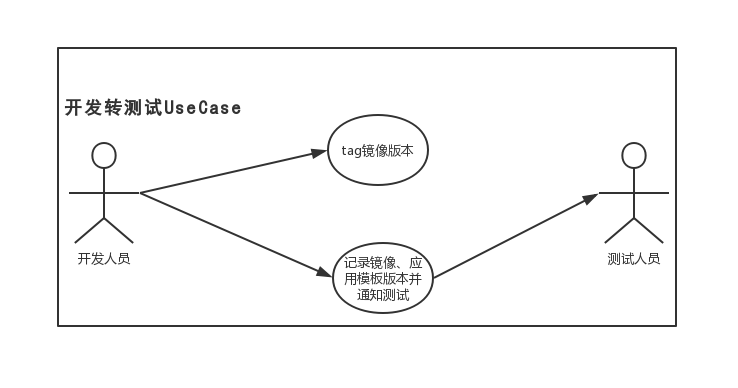 开发转测试UseCase
tag镜像版本
开发人员
测试人员
记录镜像、应
用模板版本并
通知测试